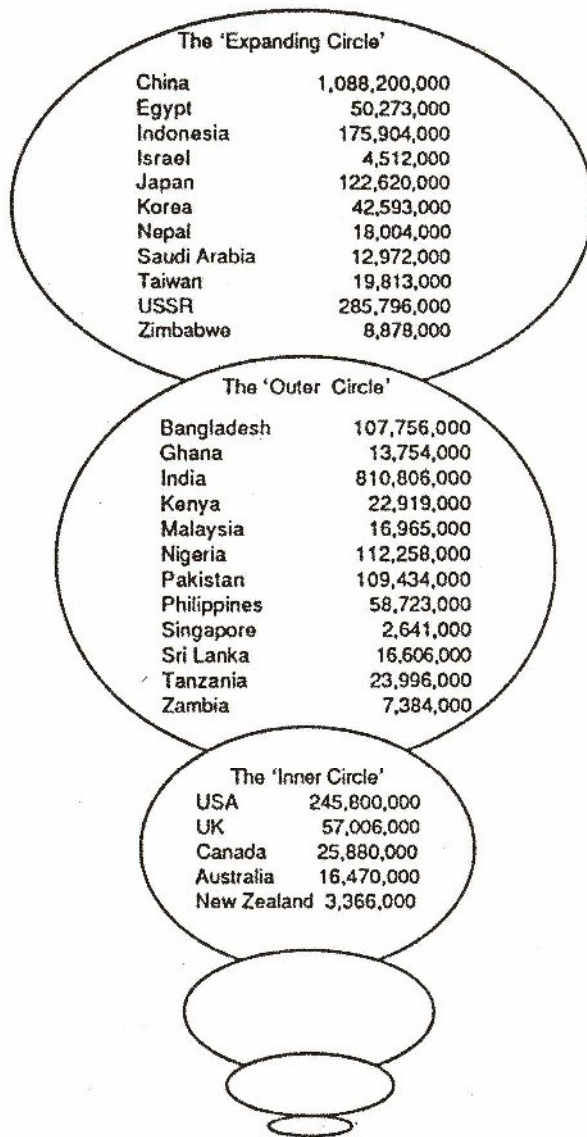 The 'Expanding Circle'
China 1,088,200,000
Egypt 50,273,000
Indonesia 175,904,000
Israel 4,512,000
Japan 122,620,000
Korea 42,593,000
Nepal 18,004,000
Saudi Arabia 12,972,000
Taiwan 19,813,000
USSR 285,796,000
Zimbabwe 8,878,000
The 'Outer Circle'
Bangladesh 107,756,000
Ghana 13,754,000
India 810,806,000
Kenya 22,919,000
Malaysia 16,965,000
Nigeria 112,258,000
Pakistan 109,434,000
Philippines 58,723,000
Singapore 2,641,000
Sri Lanka 16,606,000
Tanzania 23,996,000
Zambia 7,384,000
The 'Inner Circle'
USA 245,800,000
UK 57,006,000
Canada 25,880,000
Australia 16,470,000
New Zealand 3,366,000